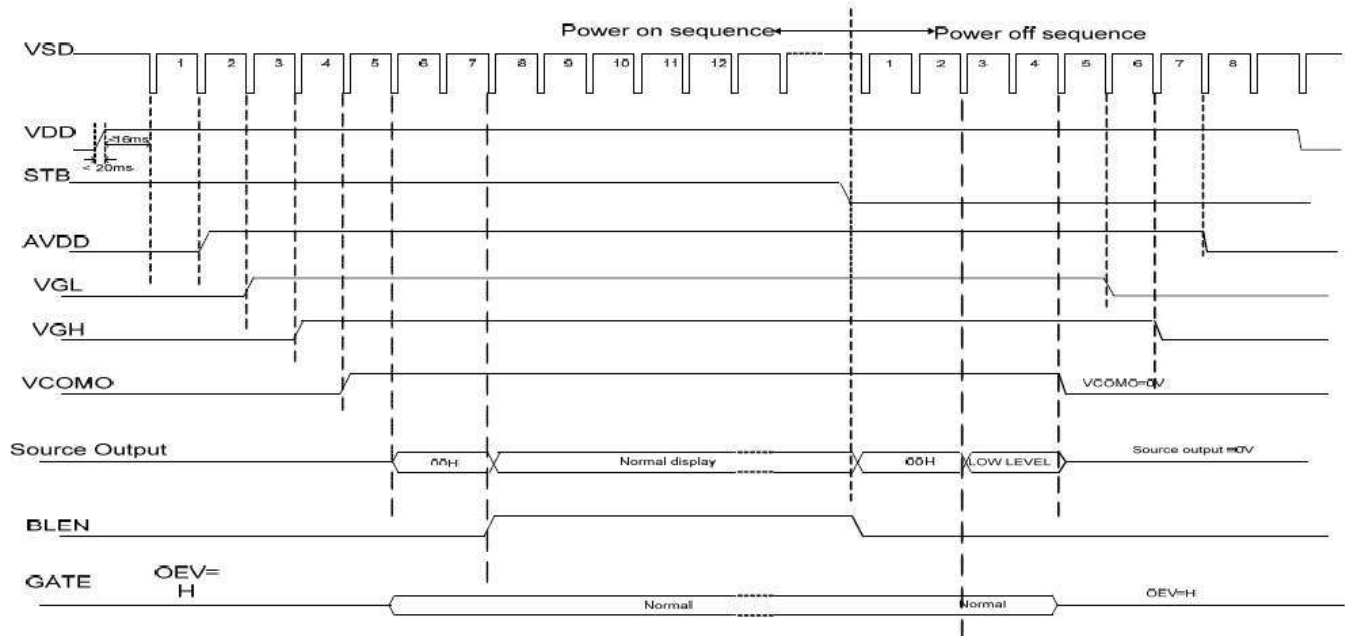 Power on sequence
Power off sequence
VSD
1 2 3 4 5 6 7 8 9 10 11 12 1 2 3 4 5 6 7 8
VDD
16ms
< 20ms
STB
AVDD
VGL
VGH
VCOMO
VCOMO=0V
Source Output
00H
Normal display
00H
LOW LEVEL
Source output =0V
BLEN
GATE
OEV=
H
Normall
Normal
OEV=H